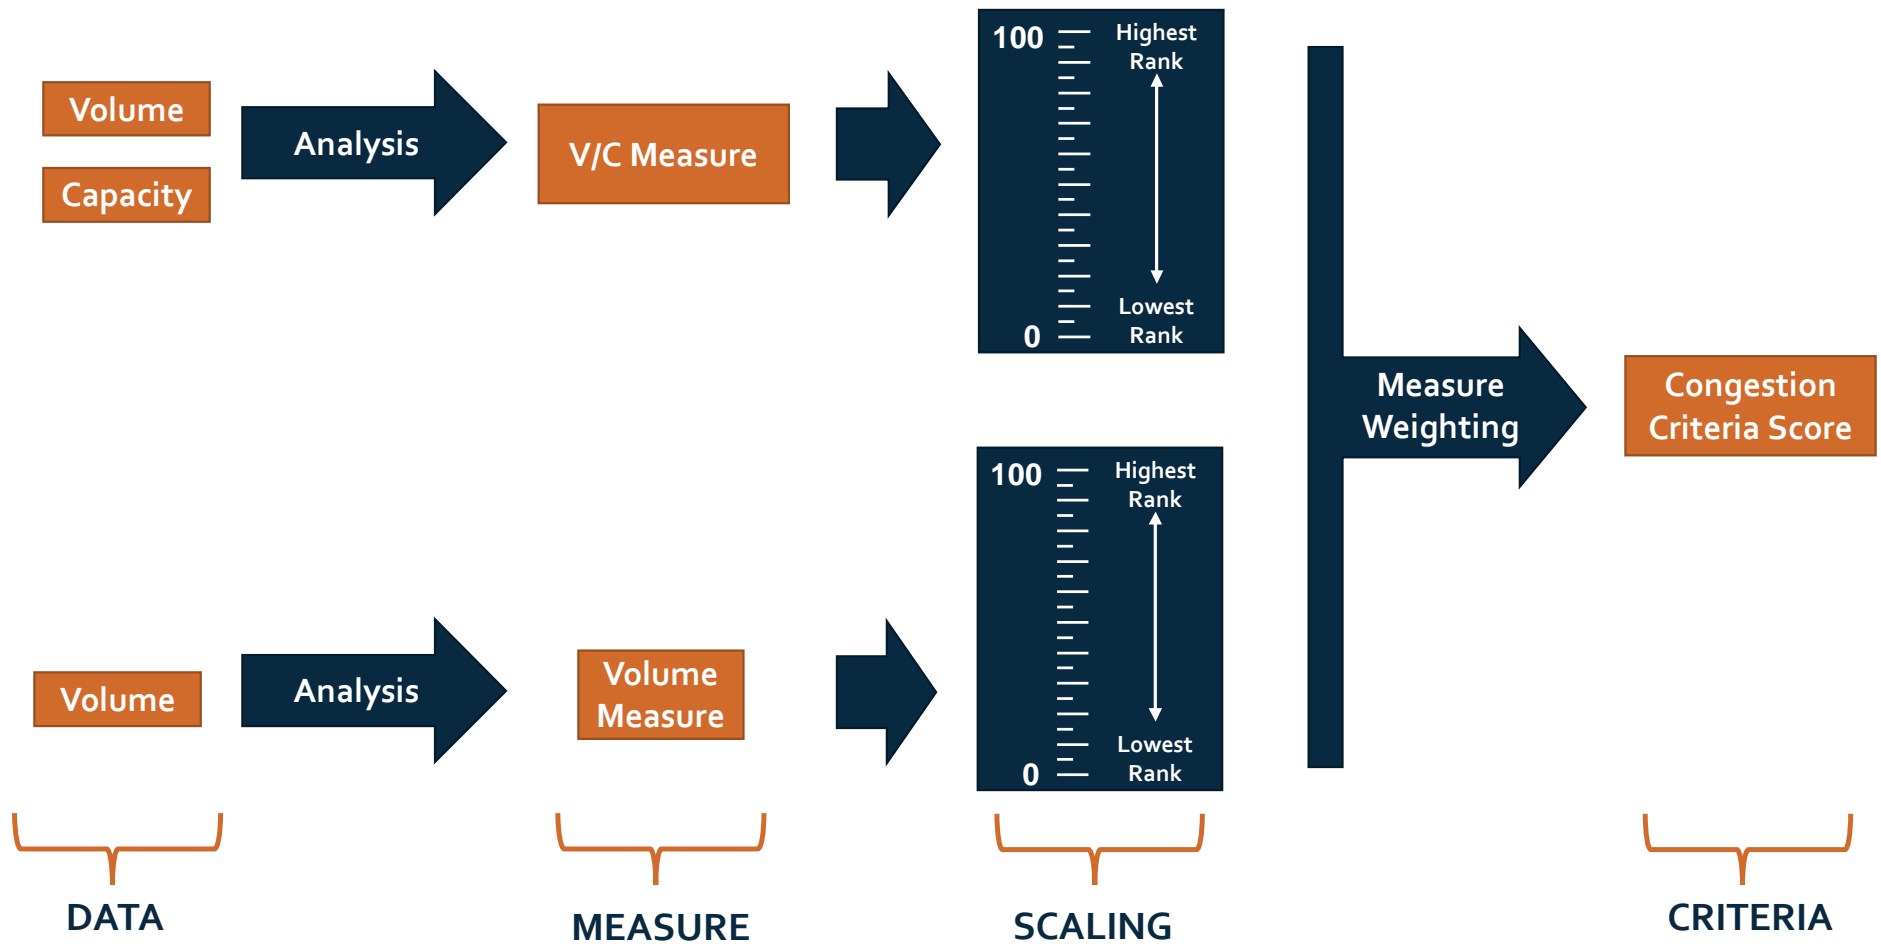 Volume
Capacity
Analysis
V/C Measure
100
Highest
Rank
Lowest
Rank
0
Measure
Weighting
Congestion
Criteria Score
Volume
Analysis
Volume
Measure
100
Highest
Rank
Lowest
Rank
0
DATA
MEASURE
SCALING
CRITERIA